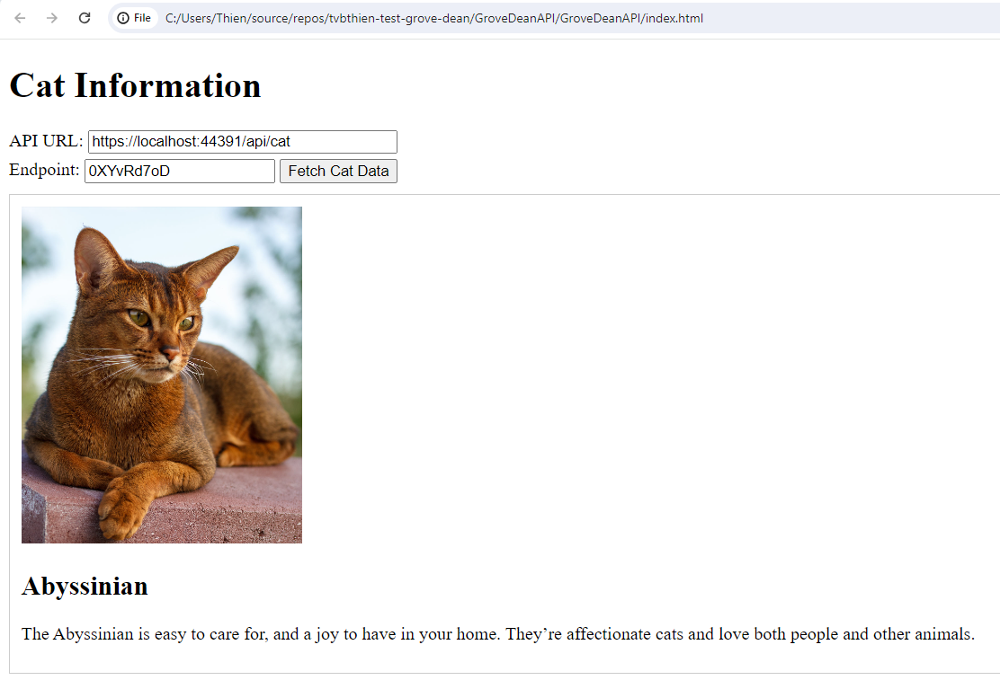 File C:/Users/Thien/source/repos/tvbthien-test-grove-dean/GroveDeanAPI/GroveDeanAPI/index.html
Cat Information
API URL: https://localhost:44391/api/cat
Endpoint: 0XYvRd7oD Fetch Cat Data
Abyssinian
The Abyssinian is easy to care for, and a joy to have in your home. They’re affectionate cats and love both people and other animals.